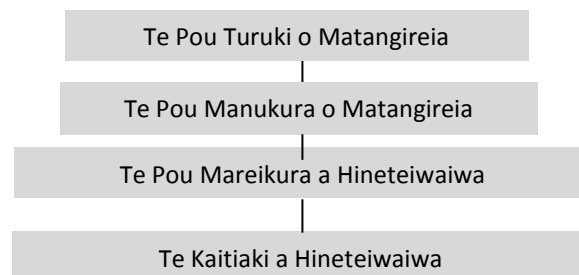 Te Pou Turuki o Matangireia
Te Pou Manukura o Matangireia
Te Pou Mareikura a Hineteiwaiwa
Te Kaitiaki a Hineteiwaiwa